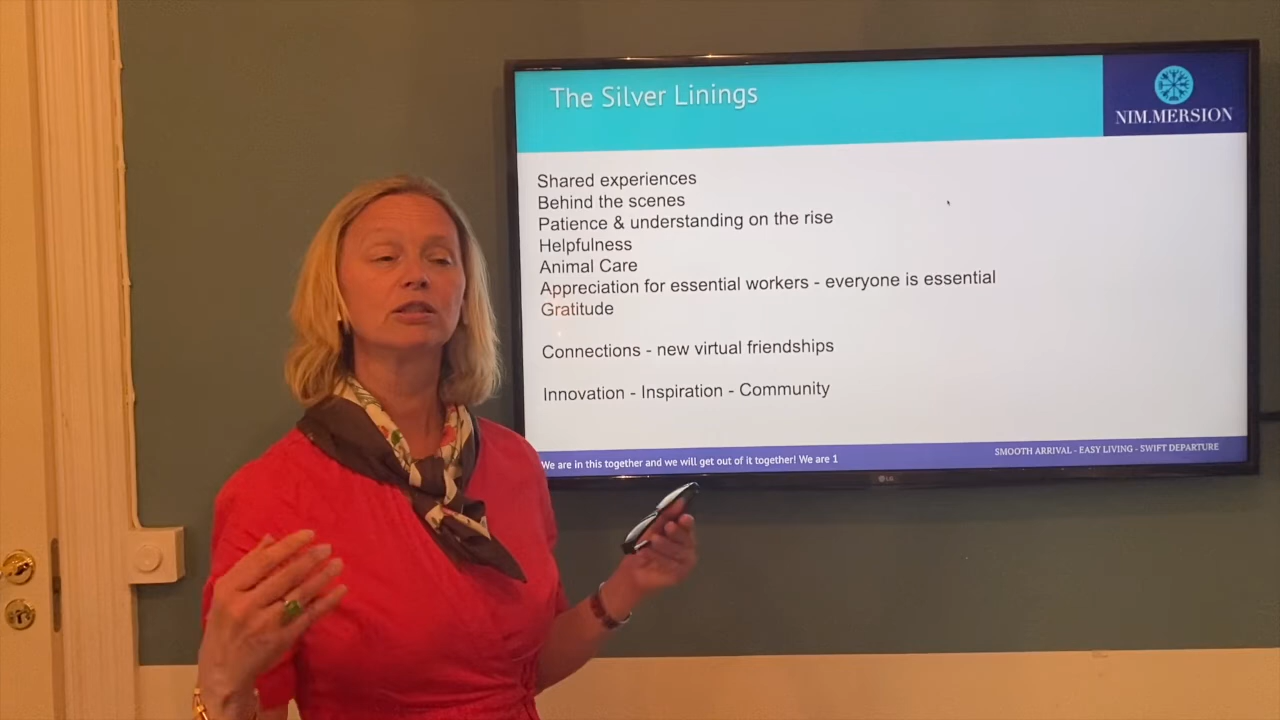 The Silver Linings
NIM.MERSION
Shared experiences
Behind the scenes
Patience & understanding on the rise
Helpfulness
Animal Care
Appreciation for essential workers - everyone is essential
Gratitude
Connections - new virtual friendships
Innovation - Inspiration - Community
We are in this together and we will get out of it together! We are 1
SMOOTH ARRIVAL - EASY LIVING - SWIFT DEPARTURE
LG